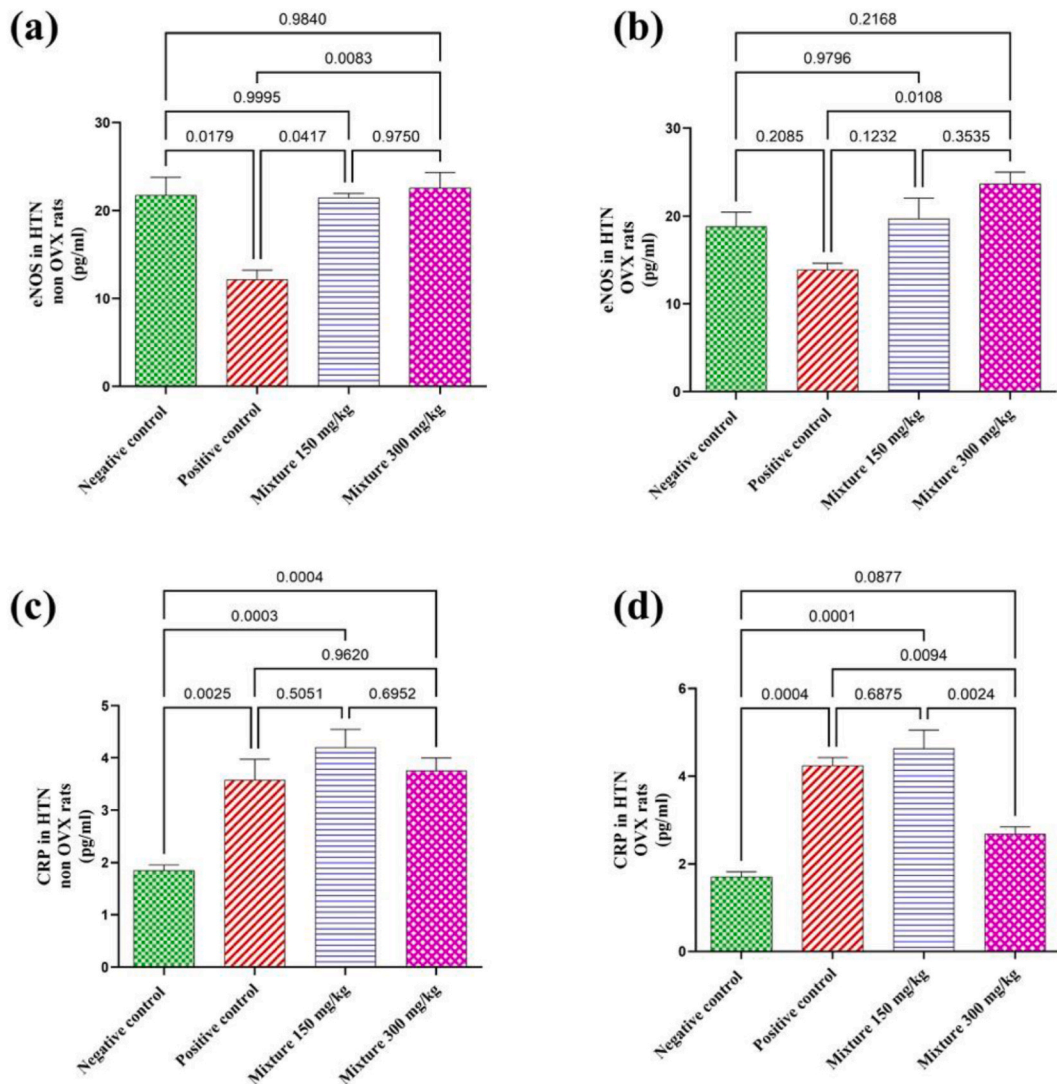 (a)
0.9840
0.0083
0.9995
0.0179 0.0417 0.9750
30
20
10
0
eNOS in HTN
non OVX rats
(pg/ml)
Negative control
Positive control
Mixture 150 mg/kg
Mixture 300 mg/kg
(b)
0.2168
0.9796
0.0108
0.2085 0.1232 0.3535
30
20
10
0
eNOS in HTN
OVX rats
(pg/ml)
Negative control
Positive control
Mixture 150 mg/kg
Mixture 300 mg/kg
(c)
0.0004
0.0003
0.9620
0.0025 0.5051 0.6952
5
4
3
2
1
0
CRP in HTN
non OVX rats
(pg/ml)
Negative control
Positive control
Mixture 150 mg/kg
Mixture 300 mg/kg
(d)
0.0877
0.0001
0.0094
0.0004 0.6875 0.0024
6
4
2
0
CRP in HTN
OVX rats
(pg/ml)
Negative control
Positive control
Mixture 150 mg/kg
Mixture 300 mg/kg